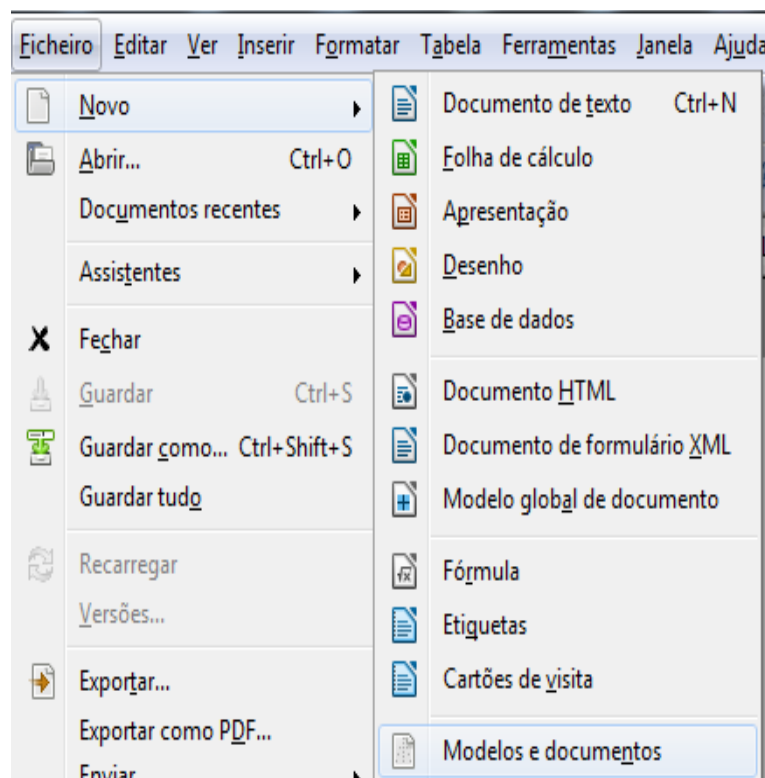 Ficheiro Editar Ver Inserir Formatar Tabela Ferramentas Janela Ajuda
Novo
Abrir... Ctrl+O
Documentos recentes
Assistentes
Fechar
Guardar Ctrl+S
Guardar como... Ctrl+Shift+S
Guardar tudo
Recarregar
Versões...
Exportar...
Exportar como PDF...
Enviar
Documento de texto Ctrl+N
Folha de cálculo
Apresentação
Desenho
Base de dados
Documento HTML
Documento de formulário XML
Modelo global de documento
Fórmula
Etiquetas
Cartões de visita
Modelos e documentos